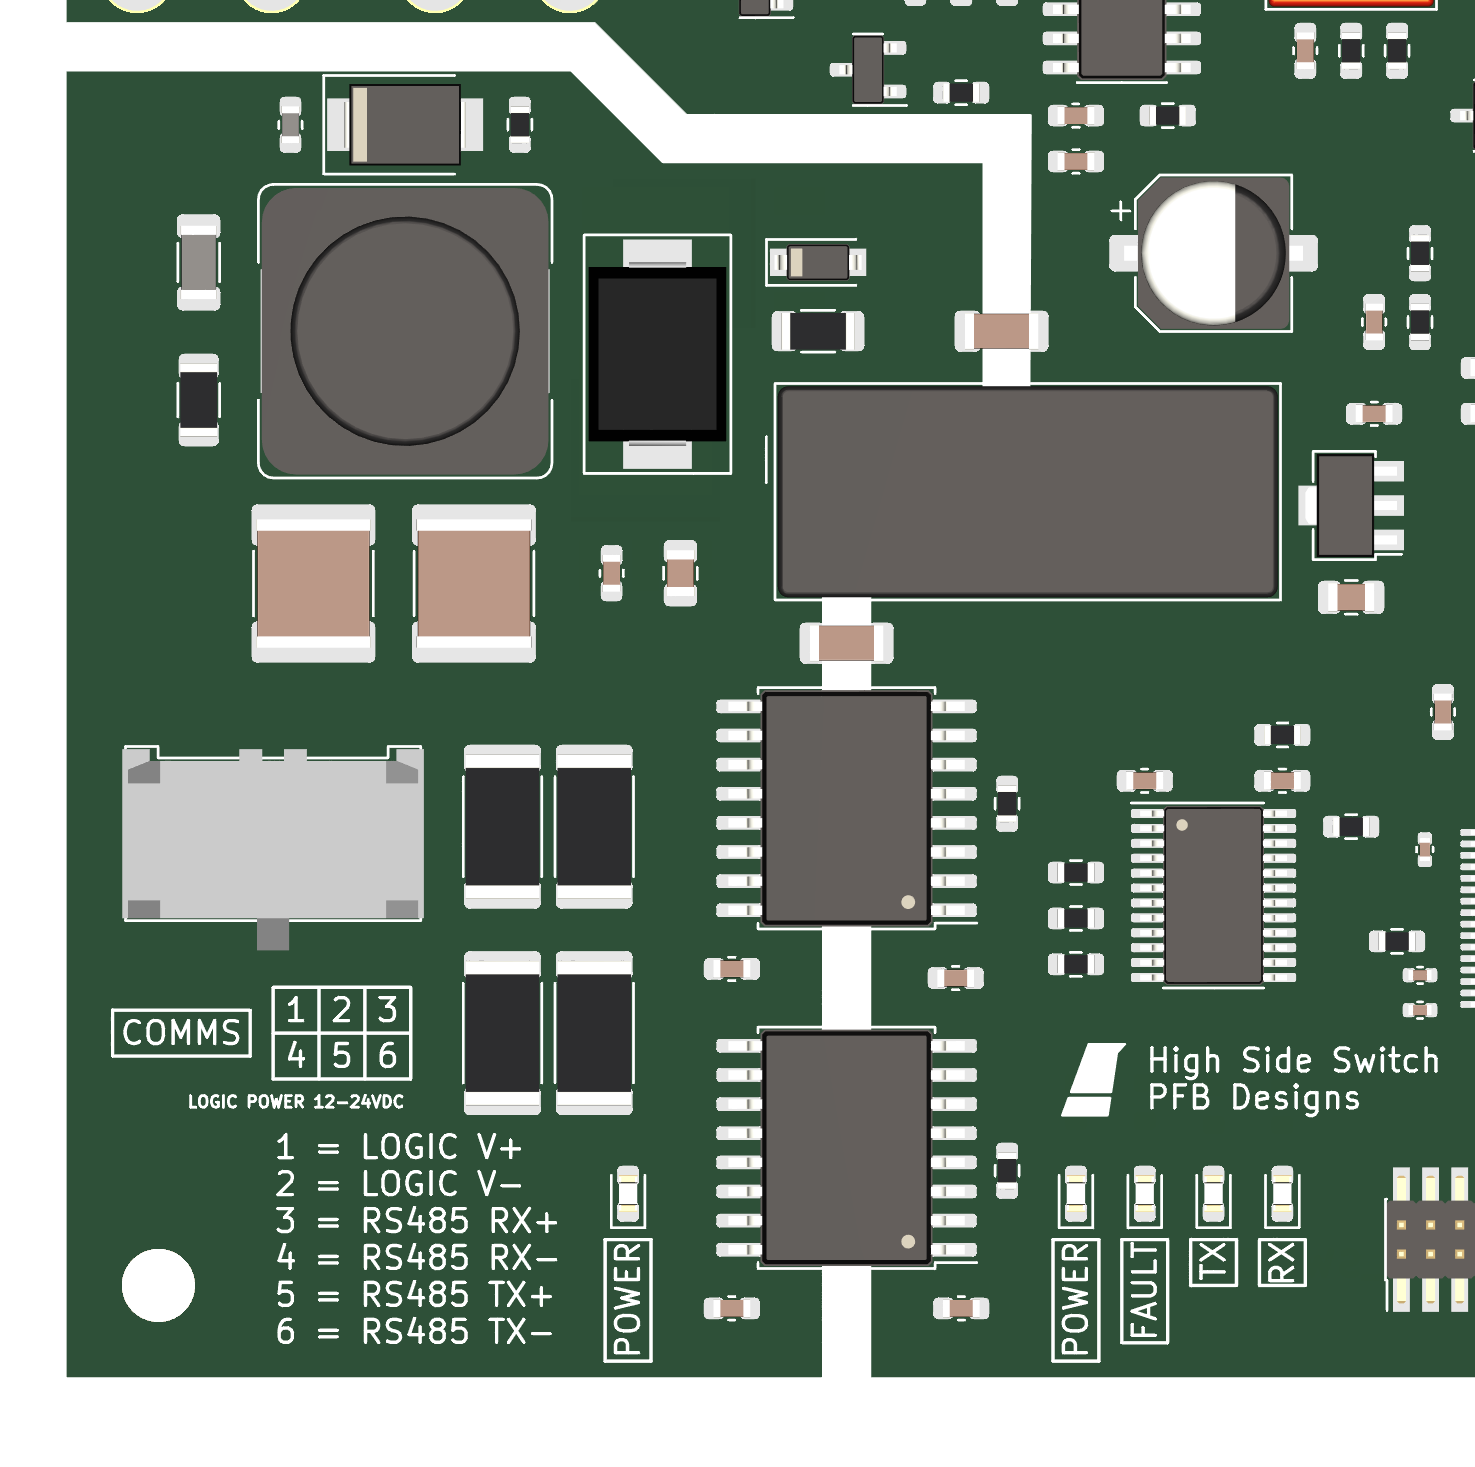 +
COMMS
1 2 3
4 5 6
LOGIC POWER 12-24VDC
1 = LOGIC V+
2 = LOGIC V-
3 = RS485 RX+
4 = RS485 RX-
5 = RS485 TX+
6 = RS485 TX-
POWER
High Side Switch
PFB Designs
POWER
FAULT
TX
RX